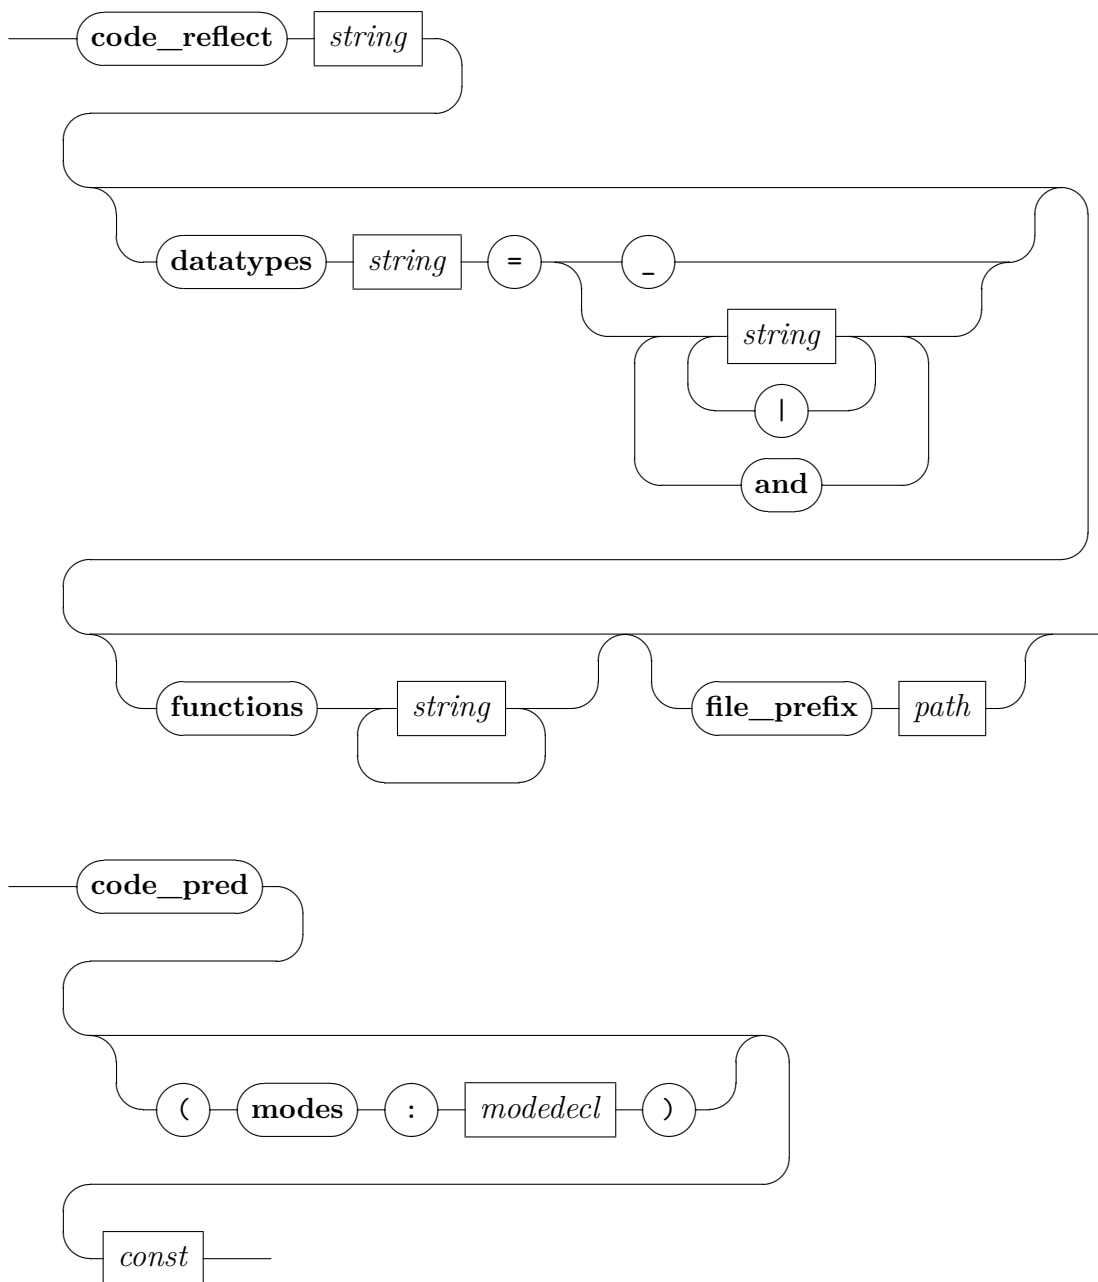 code_reflect string
datatypes string = _
string
|
and
functions string file_prefix path
code_pred
( modes : modedecl )
const